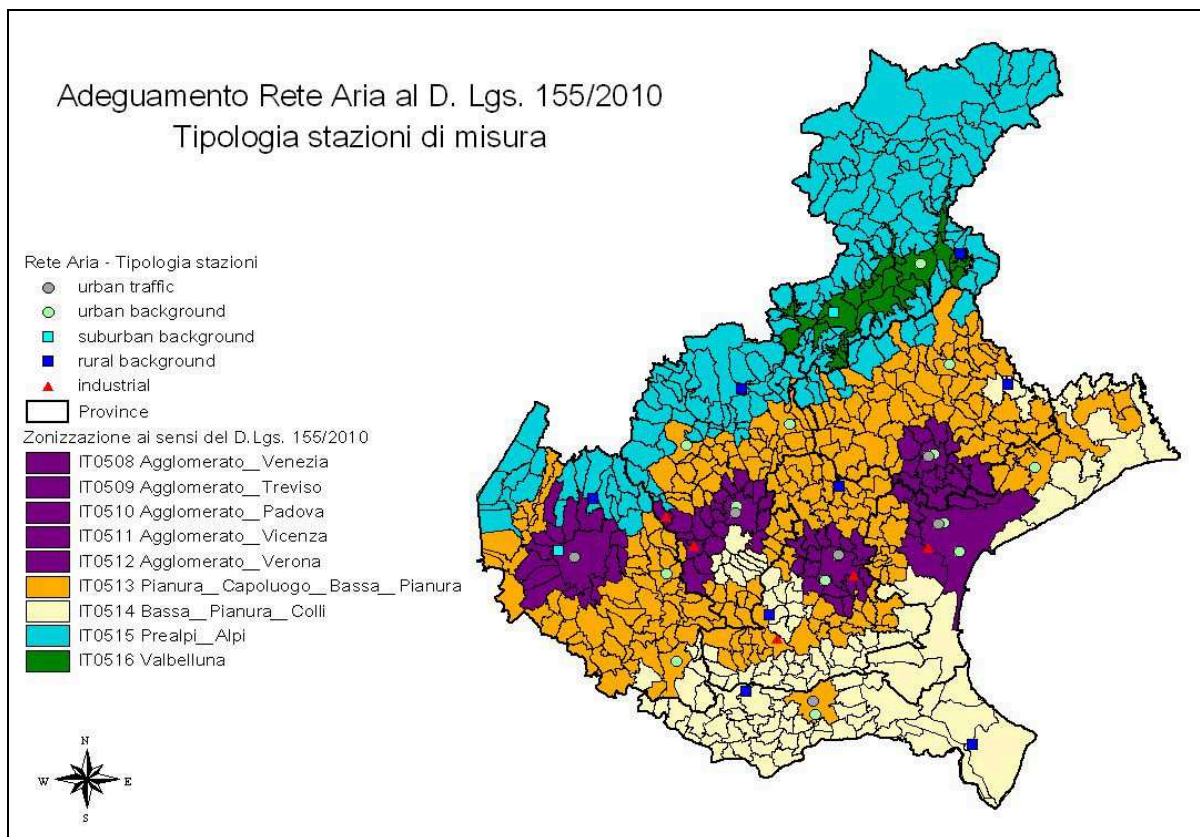 Adeguamento Rete Aria al D. Lgs. 155/2010
Tipologia stazioni di misura
Rete Aria - Tipologia stazioni
urban traffic
urban background
suburban background
rural background
industrial
Province
Zonizzazione ai sensi del D.Lgs. 155/2010
IT0508 Agglomerato__Venezia
IT0509 Agglomerato__Treviso
IT0510 Agglomerato__Padova
IT0511 Agglomerato__Vicenza
IT0512 Agglomerato__Verona
IT0513 Pianura__Capoluogo__Bassa__Pianura
IT0514 Bassa__Pianura__Colli
IT0515 Prealpi__Alpi
IT0516 Valbelluna
N
W E
S